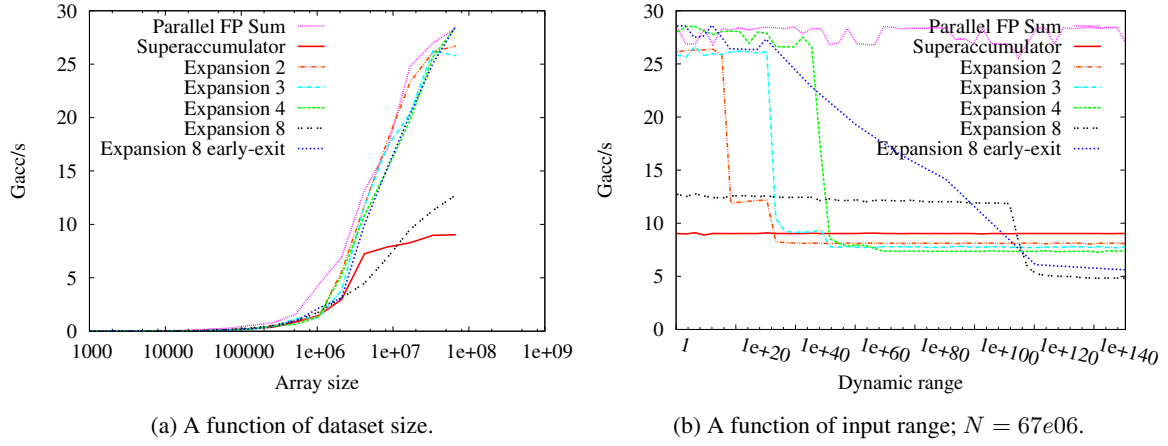 30
25
20
15
10
5
0
Gacc/s
Parallel FP Sum
Superaccumulator
Expansion 2
Expansion 3
Expansion 4
Expansion 8
Expansion 8 early-exit
1000
10000
100000
1e+06
1e+07
1e+08
1e+09
Array size
(a) A function of dataset size.
30
25
20
15
10
5
0
Gacc/s
Parallel FP Sum
Superaccumulator
Expansion 2
Expansion 3
Expansion 4
Expansion 8
Expansion 8 early-exit
1
1e+20
1e+40
1e+60
1e+80
1e+100
1e+120
1e+140
Dynamic range
(b) A function of input range; N = 67e06.